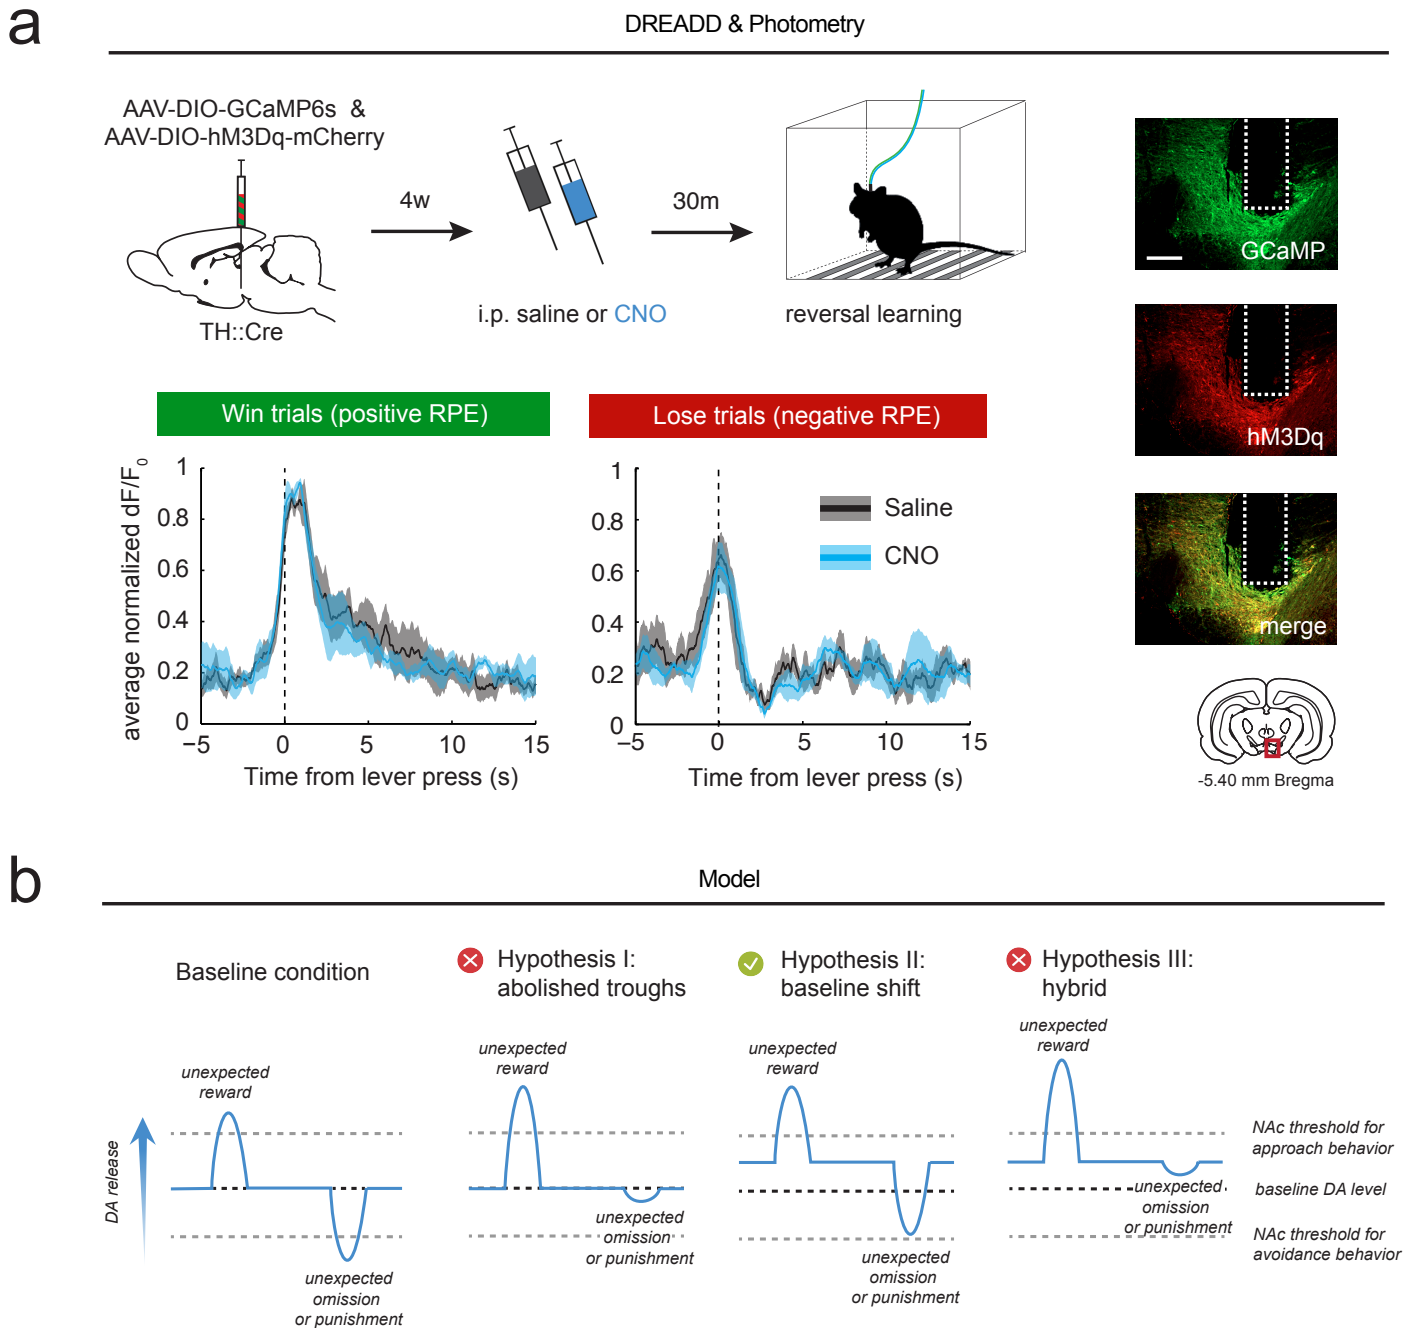 a
DREADD & Photometry
AAV-DIO-GCaMP6s &
AAV-DIO-hM3Dq-mCherry
4w
30m
TH::Cre
i.p. saline or CNO
reversal learning
GCaMP
hM3Dq
merge
-5.40 mm Bregma
Win trials (positive RPE)
average normalized dF/F0
1
0.8
0.6
0.4
0.2
0
−5
0
5
10
15
Time from lever press (s)
Lose trials (negative RPE)
1
0.8
0.6
0.4
0.2
0
−5
0
5
10
15
Time from lever press (s)
Saline
CNO
b
Model
Baseline condition
unexpected
reward
DA release
unexpected
omission
or punishment
Hypothesis I:
abolished troughs
unexpected
reward
unexpected
omission
or punishment
Hypothesis II:
baseline shift
unexpected
reward
unexpected
omission
or punishment
Hypothesis III:
hybrid
unexpected
reward
unexpected
omission
or punishment
NAc threshold for
approach behavior
baseline DA level
NAc threshold for
avoidance behavior